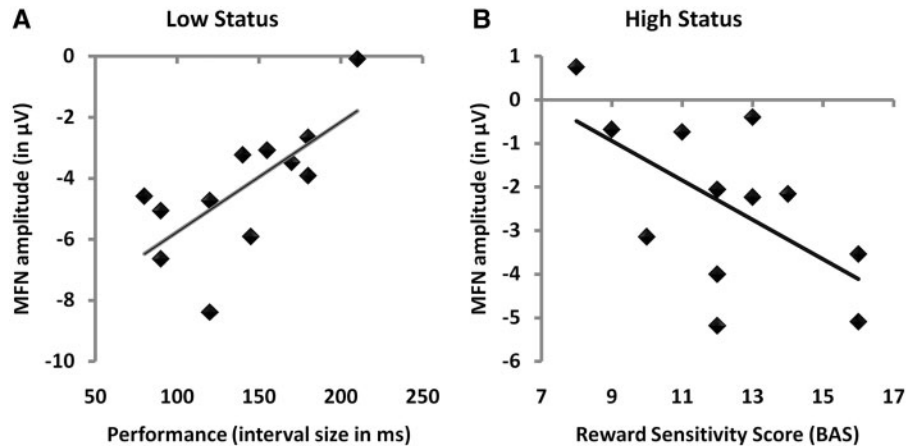 A
Low Status
MFN amplitude (in µV)
0
-2
-4
-6
-8
-10
50 100 150 200 250
Performance (interval size in ms)
B
High Status
MFN amplitude (in µV)
1
0
-1
-2
-3
-4
-5
-6
7 9 11 13 15 17
Reward Sensitivity Score (BAS)